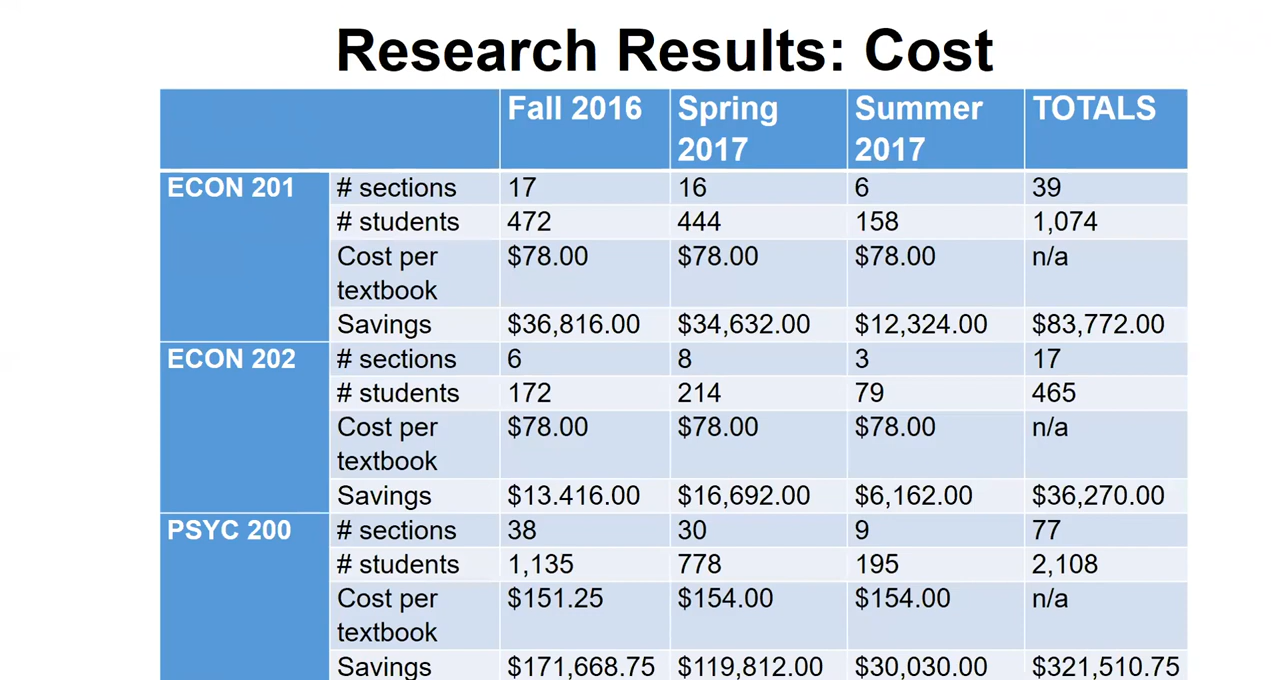 Research Results: Cost
Fall 2016 Spring 2017 Summer 2017 TOTALS
ECON 201 # sections 17 16 6 39
# students 472 444 158 1,074
Cost per textbook $78.00 $78.00 $78.00 n/a
Savings $36,816.00 $34,632.00 $12,324.00 $83,772.00
ECON 202 # sections 6 8 3 17
# students 172 214 79 465
Cost per textbook $78.00 $78.00 $78.00 n/a
Savings $13.416.00 $16,692.00 $6,162.00 $36,270.00
PSYC 200 # sections 38 30 9 77
# students 1,135 778 195 2,108
Cost per textbook $151.25 $154.00 $154.00 n/a
Savings $171,668.75 $119,812.00 $30,030.00 $321,510.75